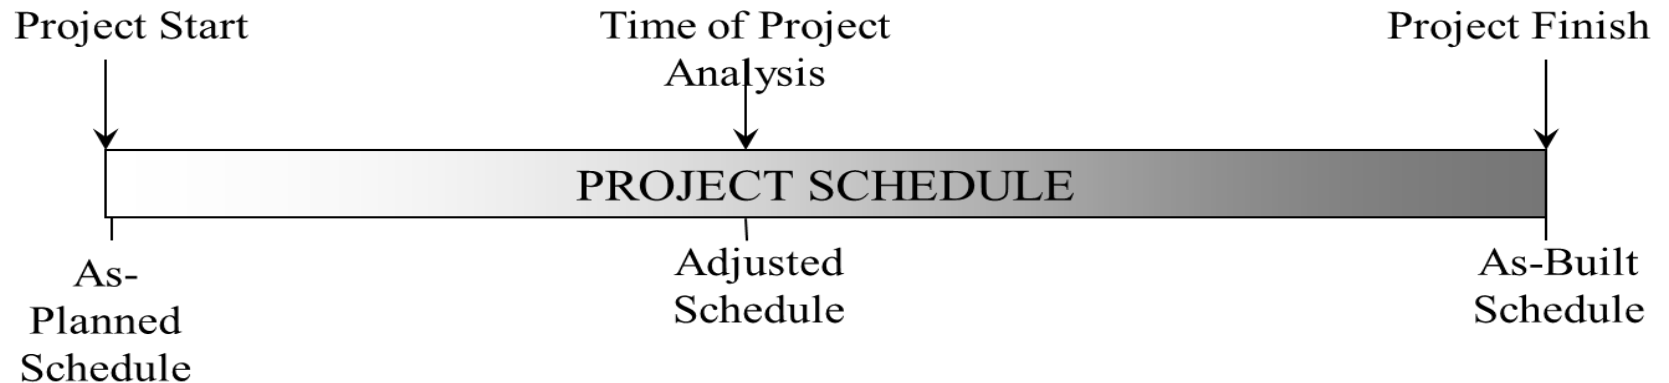 Project Start
Time of Project
Analysis
Project Finish
PROJECT SCHEDULE
As-
Planned
Schedule
Adjusted
Schedule
As-Built
Schedule